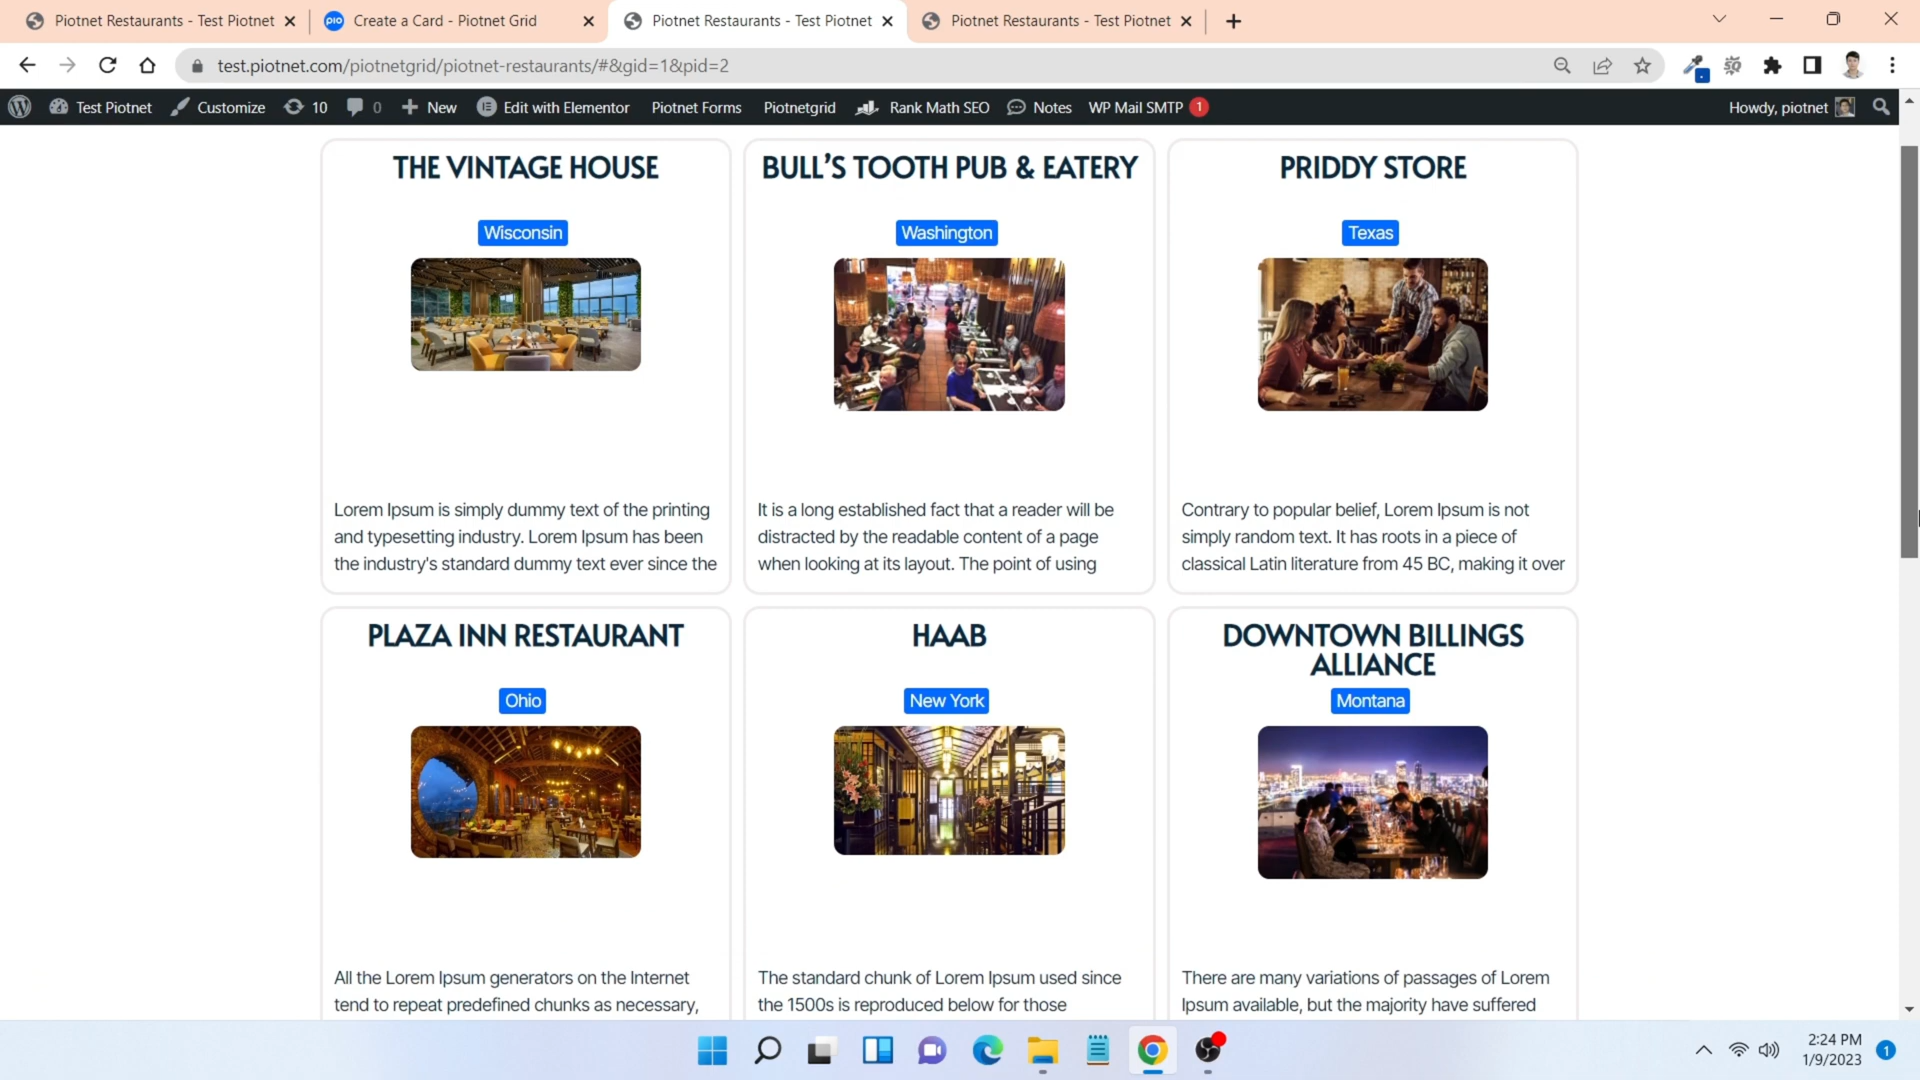 Piotnet Restaurants - Test Piotnet
Create a Card - Piotnet Grid
Piotnet Restaurants - Test Piotnet
Piotnet Restaurants - Test Piotnet
test.piotnet.com/piotnetgrid/piotnet-restaurants/#&gid=1&pid=2
Test Piotnet Customize 10 0 New Edit with Elementor Piotnet Forms Piotnetgrid Rank Math SEO Notes WP Mail SMTP 1 Howdy, piotnet
THE VINTAGE HOUSE
Wisconsin
Lorem Ipsum is simply dummy text of the printing
and typesetting industry. Lorem Ipsum has been
the industry's standard dummy text ever since the
BULL’S TOOTH PUB & EATERY
Washington
It is a long established fact that a reader will be
distracted by the readable content of a page
when looking at its layout. The point of using
PRIDDY STORE
Texas
Contrary to popular belief, Lorem Ipsum is not
simply random text. It has roots in a piece of
classical Latin literature from 45 BC, making it over
PLAZA INN RESTAURANT
Ohio
All the Lorem Ipsum generators on the Internet
tend to repeat predefined chunks as necessary,
HAAB
New York
The standard chunk of Lorem Ipsum used since
the 1500s is reproduced below for those
DOWNTOWN BILLINGS
ALLIANCE
Montana
There are many variations of passages of Lorem
Ipsum available, but the majority have suffered
2:24 PM
1/9/2023
1